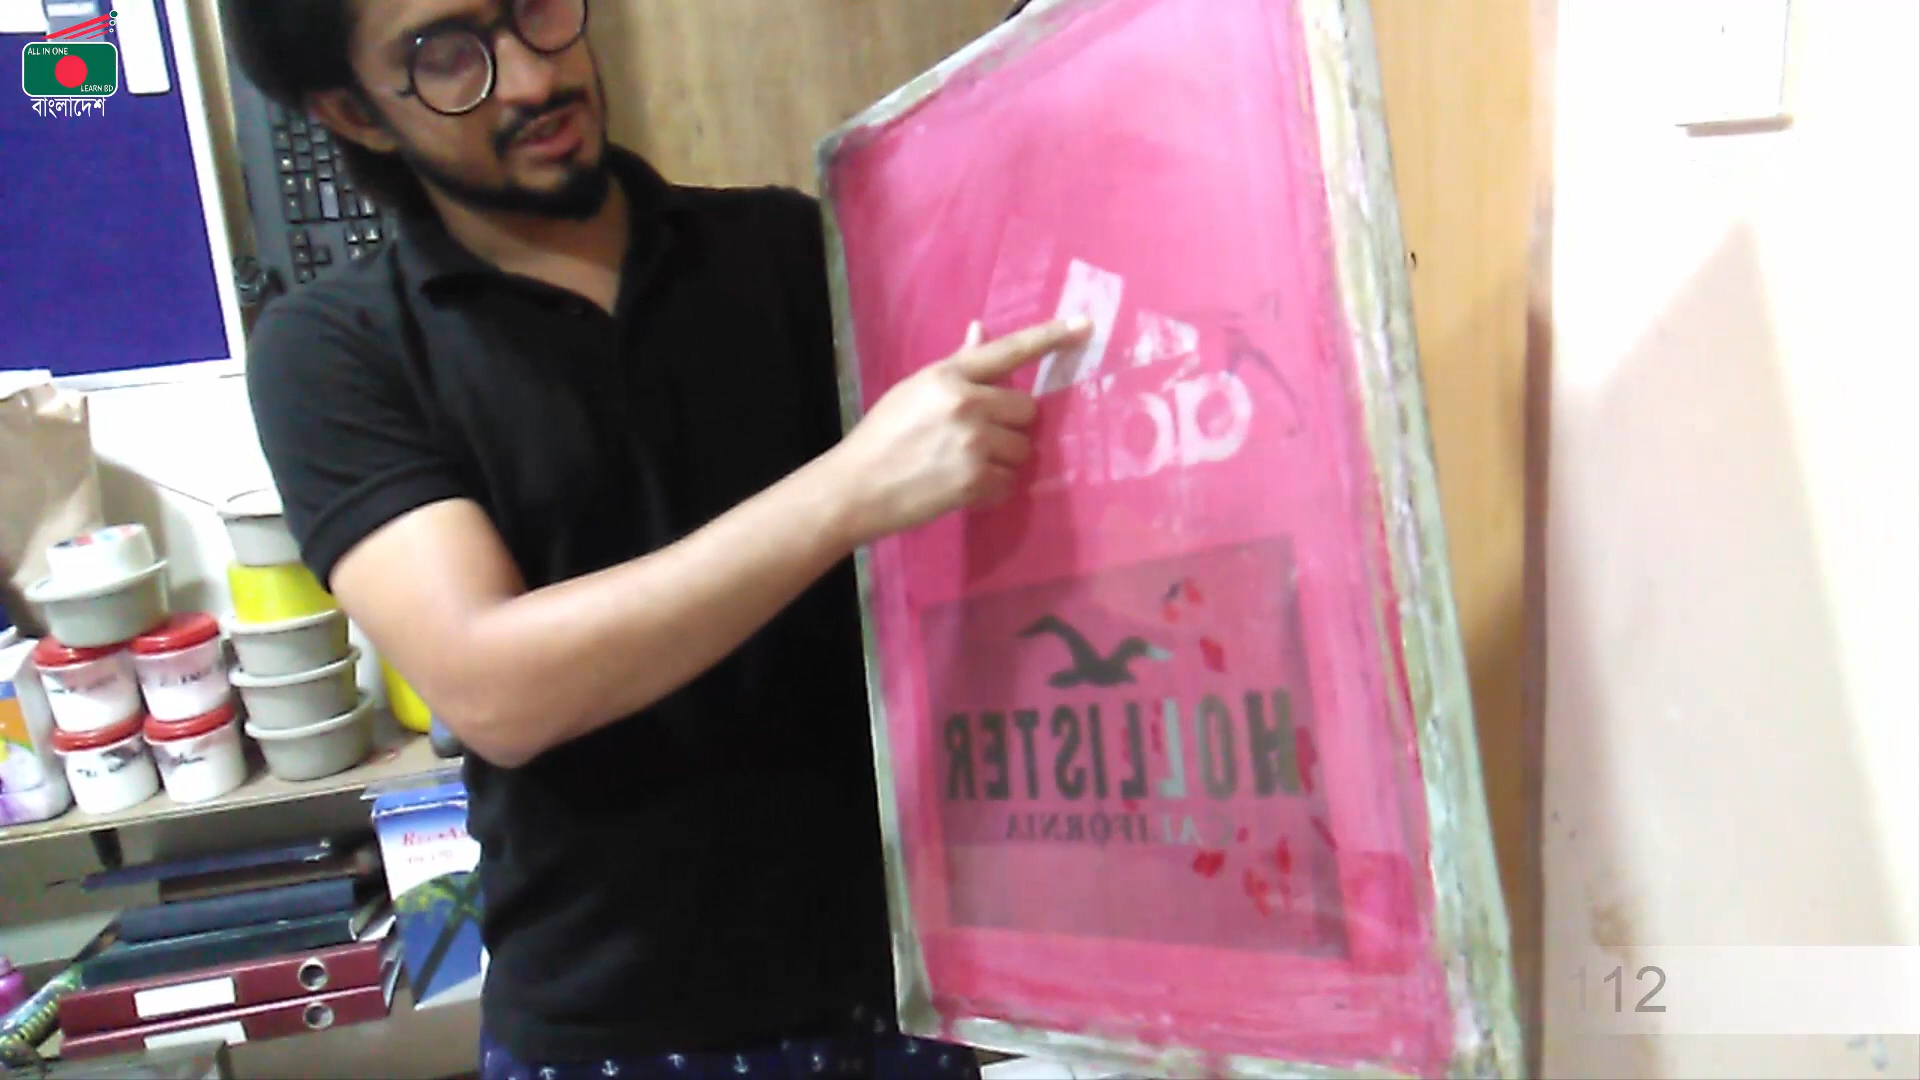 ALL IN ONE
LEARN BD
বাংলাদেশ
HOLLISTER
CALIFORNIA
112